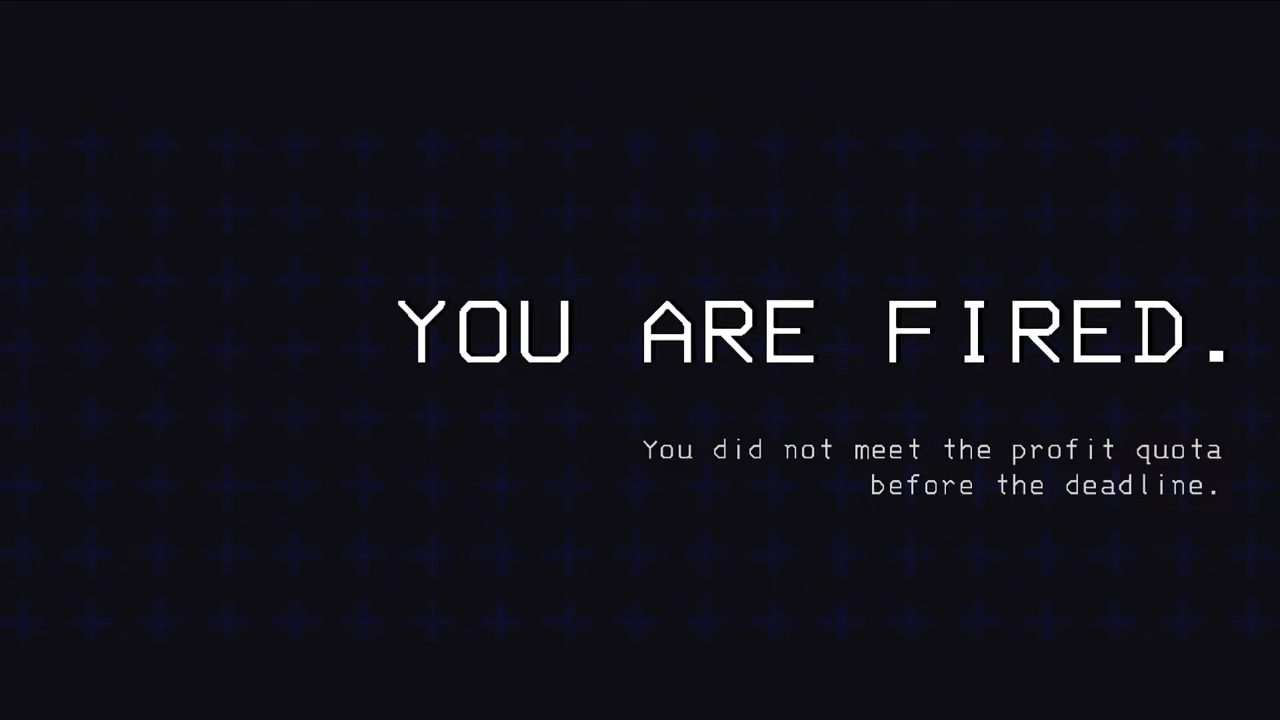 YOU ARE FIRED.
You did not meet the profit quota
before the deadline.